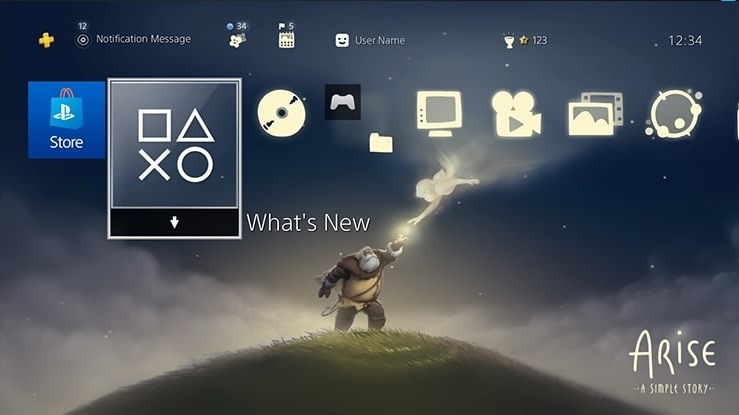 12
Notification Message
34
5
User Name
123
12:34
Store
What's New
ARISE
A SIMPLE STORY